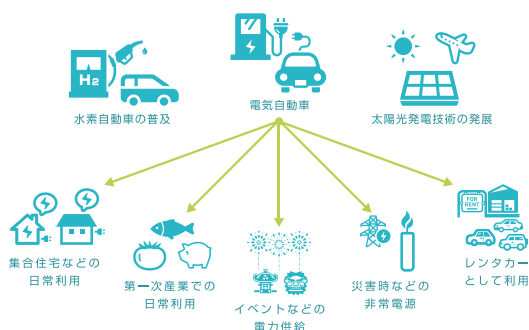 H2
水素自動車の普及
電気自動車
太陽光発電技術の発展
集合住宅などの
日常利用
第一次産業での
日常利用
イベントなどの
電力供給
災害時などの
非常電源
FOR
RENT
レンタカー
として利用